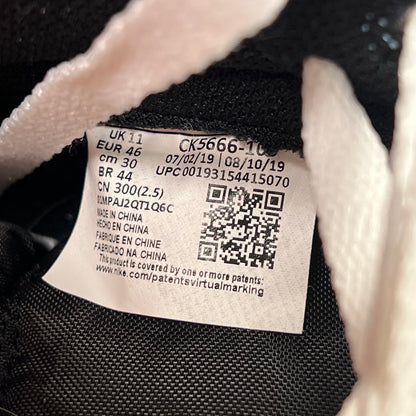 UK 11
EUR 46
cm 30
BR 44
CN 300(2.5)
MADE IN CHINA
HECHO EN CHINA
FABRIQUE EN CHINE
FABRICADO NA CHINA
CK5666-100
07/02/19 | 08/10/19
UPC00193154415070
This product is covered by one or more patents:
www.nike.com/patentsvirtualmarking